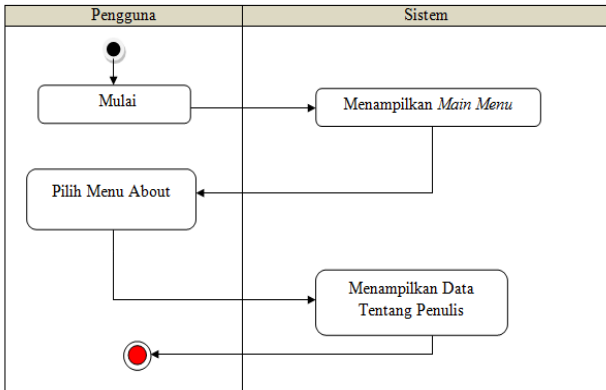 Pengguna
Sistem
Mulai
Menampilkan Main Menu
Pilih Menu About
Menampilkan Data
Tentang Penulis